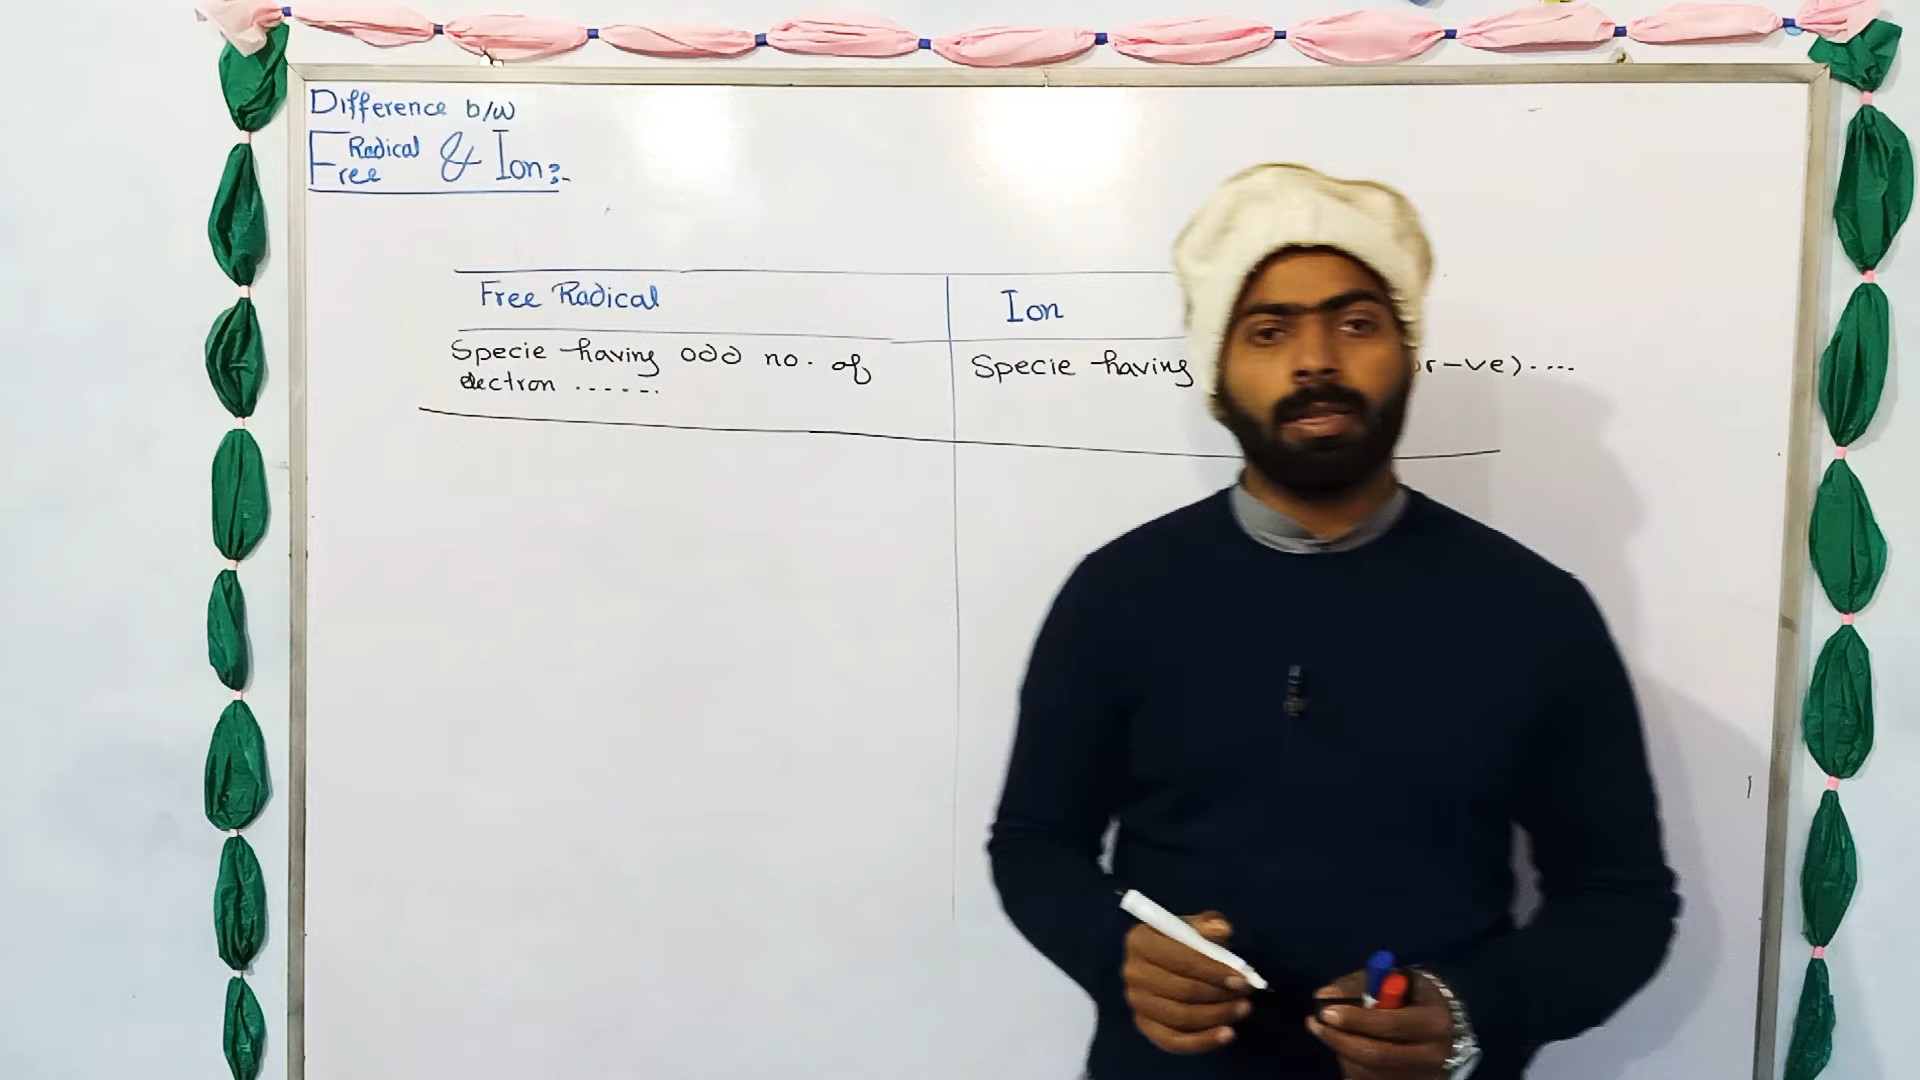 Difference b/w
Free Radical & Ion:-
Free Radical
Ion
Specie having odd no. of
electron ......
Specie having or -ve)....